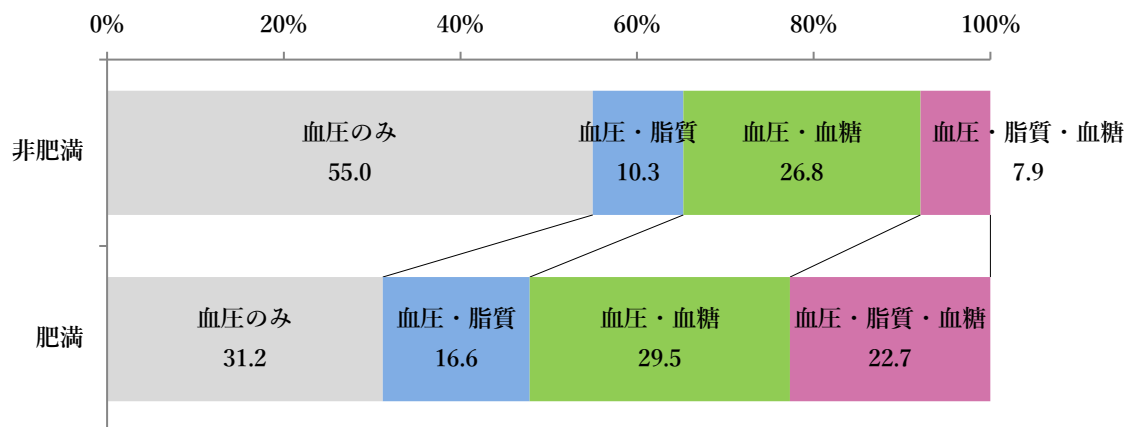 0% 20% 40% 60% 80% 100%
非肥満
血圧のみ
55.0
血圧・脂質
10.3
血圧・血糖
26.8
血圧・脂質・血糖
7.9
肥満
血圧のみ
31.2
血圧・脂質
16.6
血圧・血糖
29.5
血圧・脂質・血糖
22.7